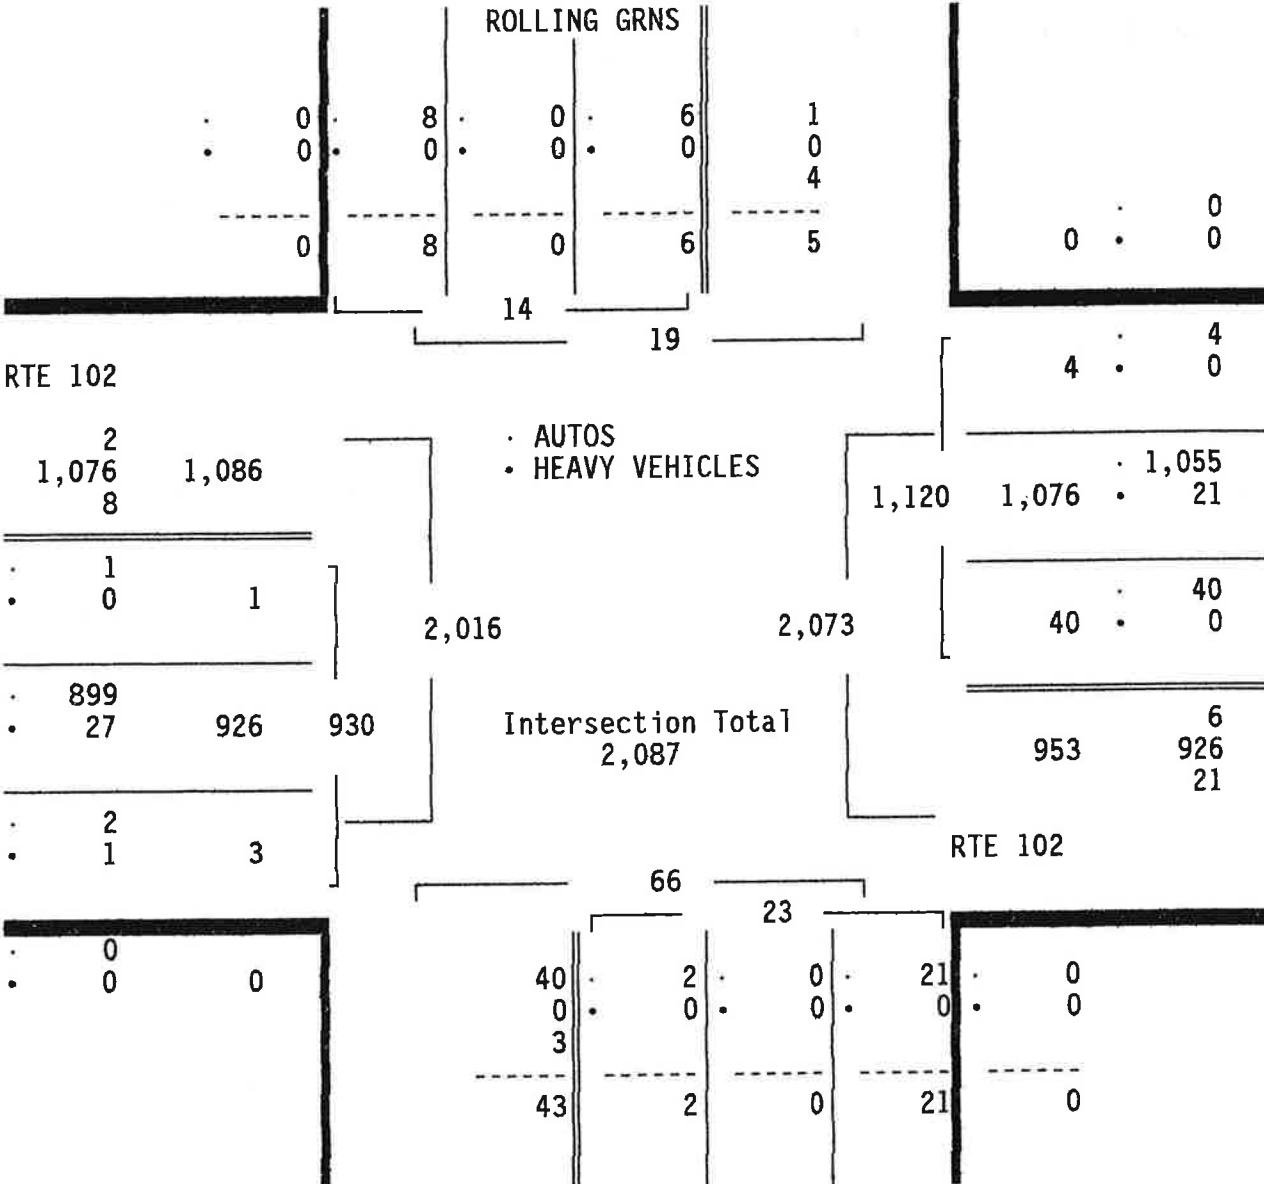 ROLLING GRNS
· 0 · 8 · 0 · 6 1
• 0 • 0 • 0 • 0 0
4
0 8 0 6 5
· 0
0 • 0
14
19
· 4
4 • 0
RTE 102
2
1,076 1,086
8
· AUTOS
• HEAVY VEHICLES
· 1,055
1,120 1,076 • 21
· 1
• 0 1
· 40
40 • 0
2,016
2,073
· 899
• 27 926 930
Intersection Total
2,087
6
953 926
21
· 2
• 1 3
RTE 102
66
23
· 0
• 0 0
40 · 2 · 0 · 21 · 0
0 • 0 • 0 • 0 • 0
3
43 2 0 21 0